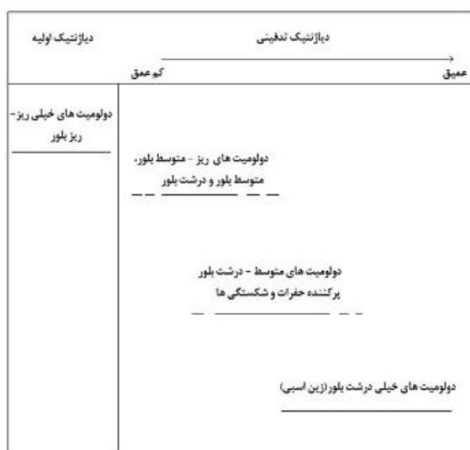 دیاژنتیک اولیه
دیاژنتیک تدفینی
کم عمق
عمیق
دولومیت های خیلی ریز -
ریز بلور
دولومیت های ریز - متوسط بلور،
متوسط بلور و درشت بلور
دولومیت های متوسط - درشت بلور
پرکننده حفرات و شکستگی ها
دولومیت های خیلی درشت بلور(زین اسبی)